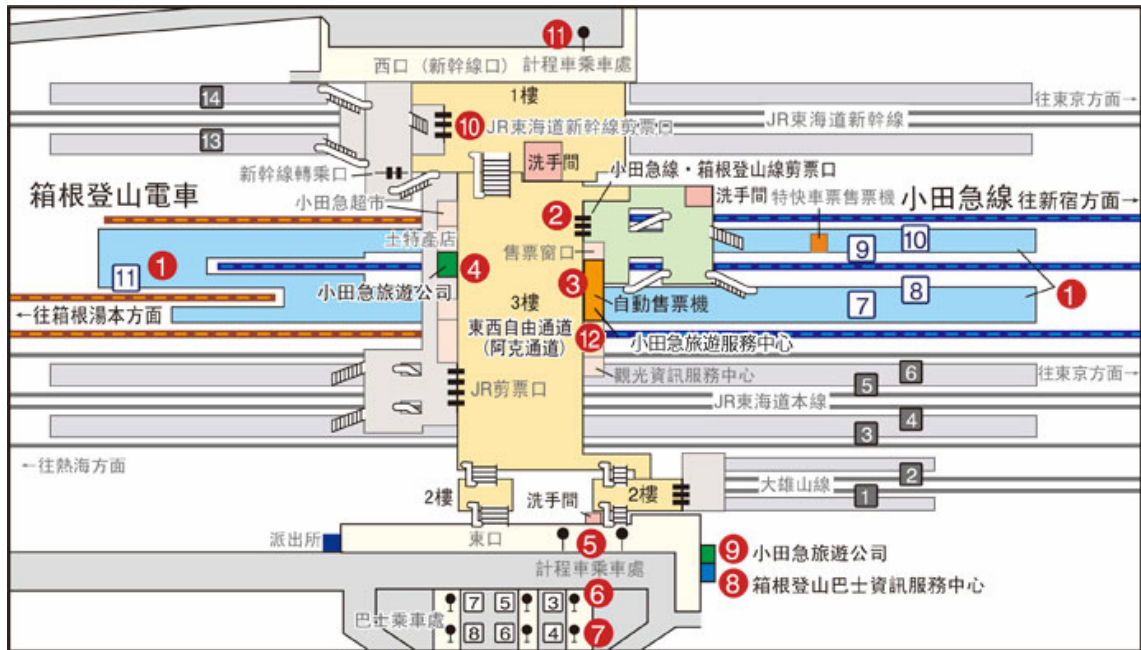 11
計程車乘車處
西口（新幹線口）
1樓
14
往東京方面→
10
JR東海道新幹線剪票口
JR東海道新幹線
13
洗手間
小田急線・箱根登山線剪票口
新幹線轉乘口
箱根登山電車
小田急超市
2
洗手間
特快車票售票機
小田急線
往新宿方面→
土特產店
售票窗口
9
10
11
1
4
3
小田急旅遊公司
自動售票機
7
8
1
←往箱根湯本方面
3樓
東西自由通道
(阿克通道)
12
小田急旅遊服務中心
觀光資訊服務中心
5
6
往東京方面→
JR剪票口
JR東海道本線
3
4
←往熱海方面
2樓
洗手間
2樓
大雄山線
2
1
派出所
東口
5
計程車乘車處
9
小田急旅遊公司
8
箱根登山巴士資訊服務中心
巴士乘車處
7
5
3
6
8
6
4
7